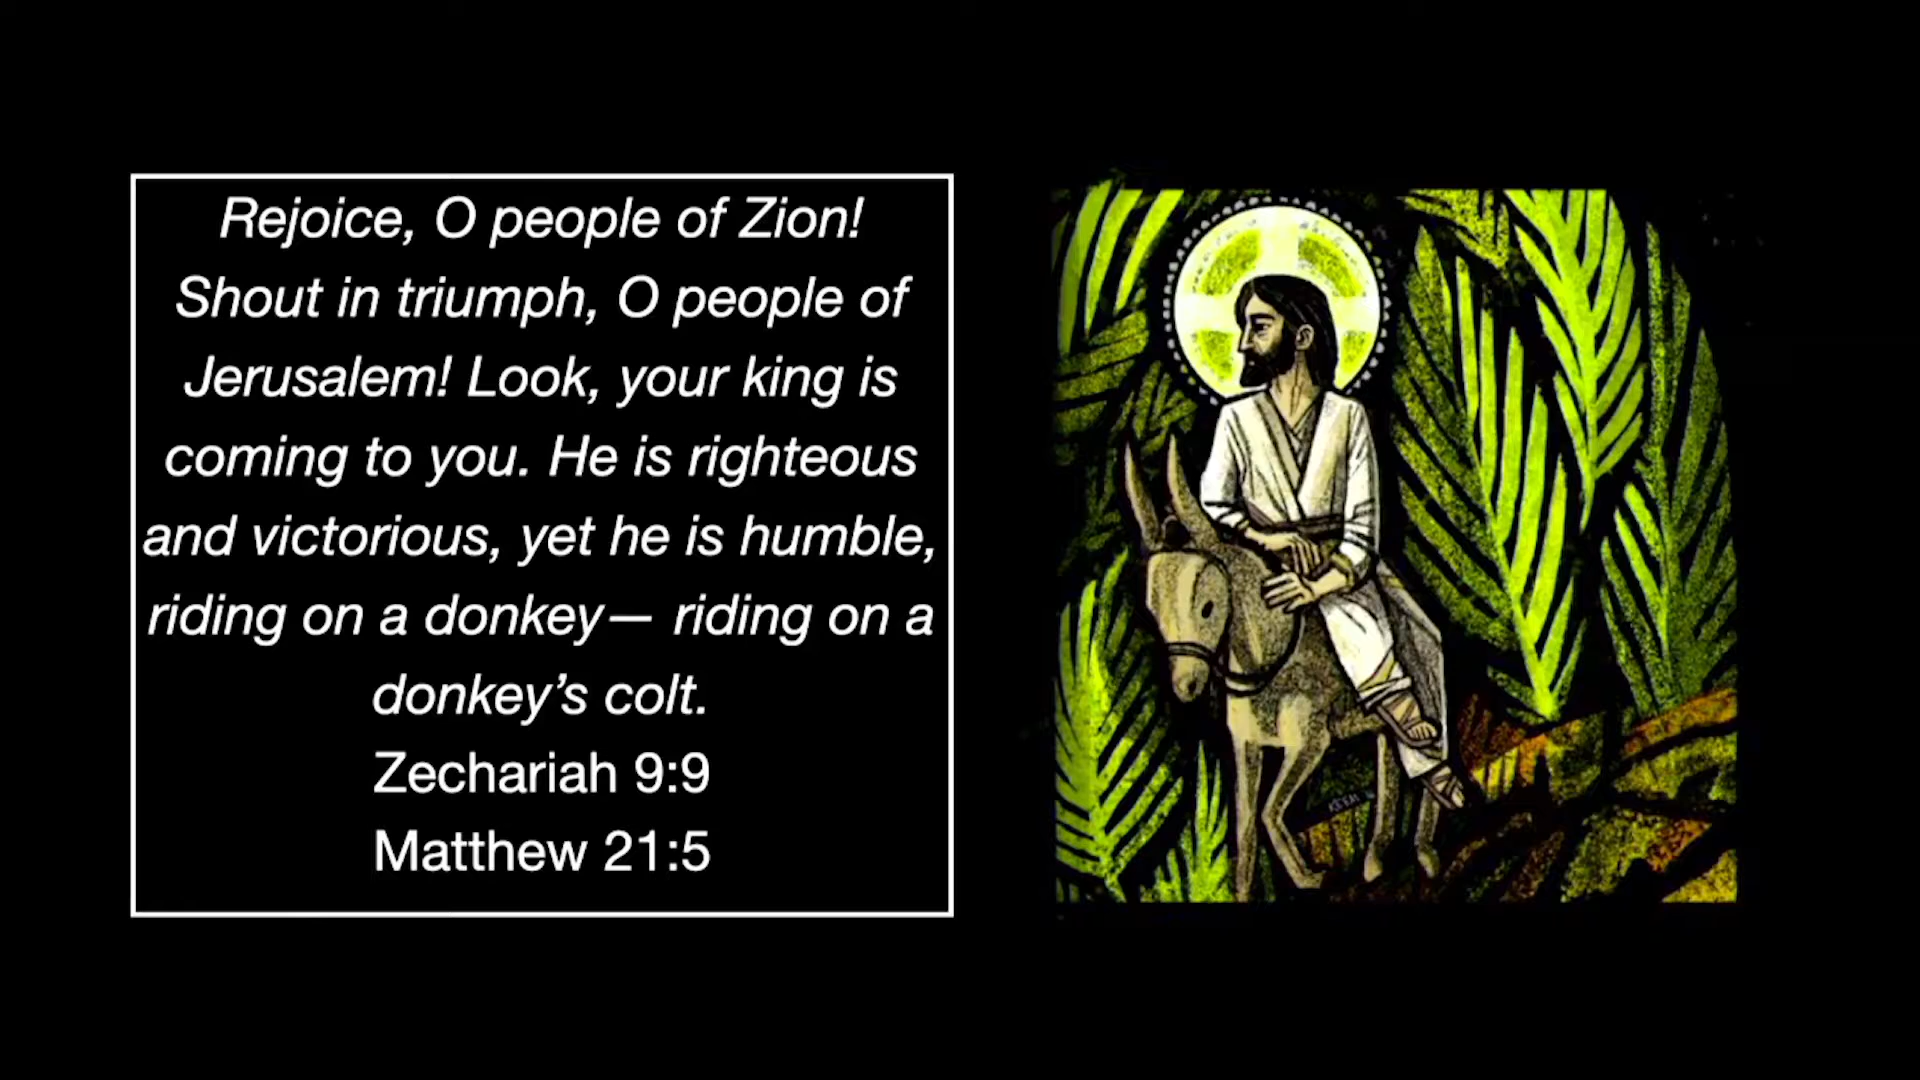 Rejoice, O people of Zion!
Shout in triumph, O people of
Jerusalem! Look, your king is
coming to you. He is righteous
and victorious, yet he is humble,
riding on a donkey— riding on a
donkey’s colt.
Zechariah 9:9
Matthew 21:5